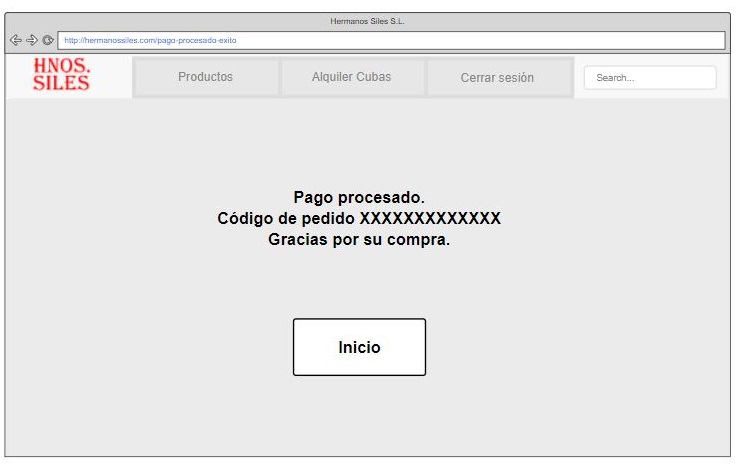 Hermanos Siles S.L.
http://hermanossiles.com/pago-procesado-exito
HNOS.
SILES
Productos
Alquiler Cubas
Cerrar sesión
Search...
Pago procesado.
Código de pedido XXXXXXXXXXXXX
Gracias por su compra.
Inicio